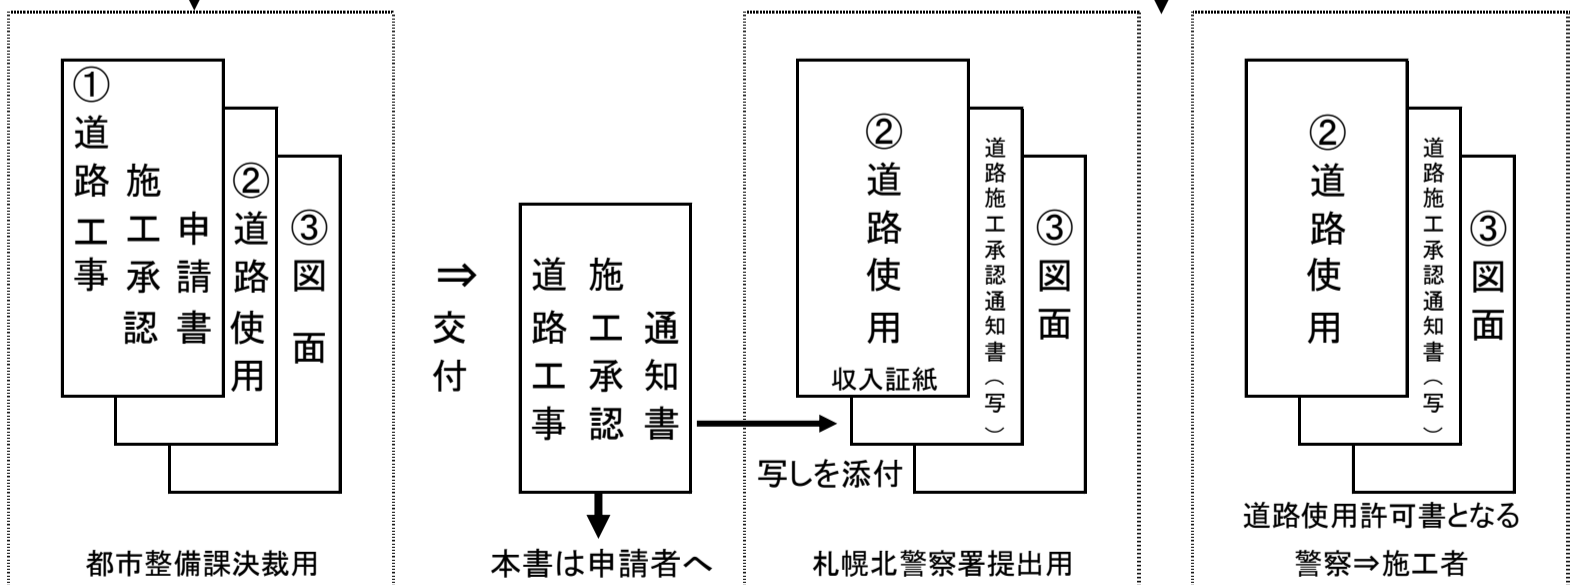 ①道路工事
施工承認
申請書
②道路使用
③図面
都市整備課決裁用
⇒
交付
道路工事
施工承認
通知書
本書は申請者へ
②道路使用
収入証紙
道路施工承認通知書(写)
③図面
写しを添付
札幌北警察署提出用
②道路使用
道路施工承認通知書(写)
③図面
道路使用許可書となる
警察⇒施工者